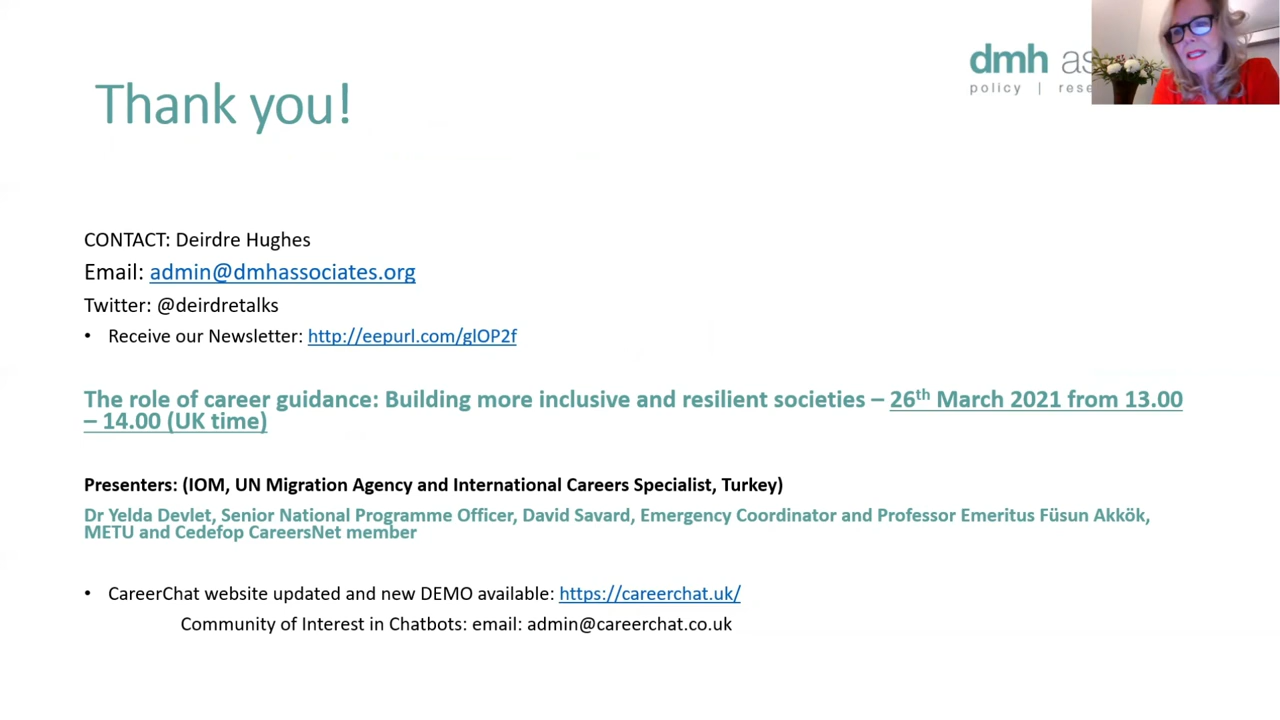 dmh as
policy | rese
Thank you!
CONTACT: Deirdre Hughes
Email: admin@dmhassociates.org
Twitter: @deirdretalks
• Receive our Newsletter: http://eepurl.com/glOP2f
The role of career guidance: Building more inclusive and resilient societies – 26th March 2021 from 13.00
– 14.00 (UK time)
Presenters: (IOM, UN Migration Agency and International Careers Specialist, Turkey)
Dr Yelda Devlet, Senior National Programme Officer, David Savard, Emergency Coordinator and Professor Emeritus Füsun Akkök,
METU and Cedefop CareersNet member
• CareerChat website updated and new DEMO available: https://careerchat.uk/
Community of Interest in Chatbots: email: admin@careerchat.co.uk